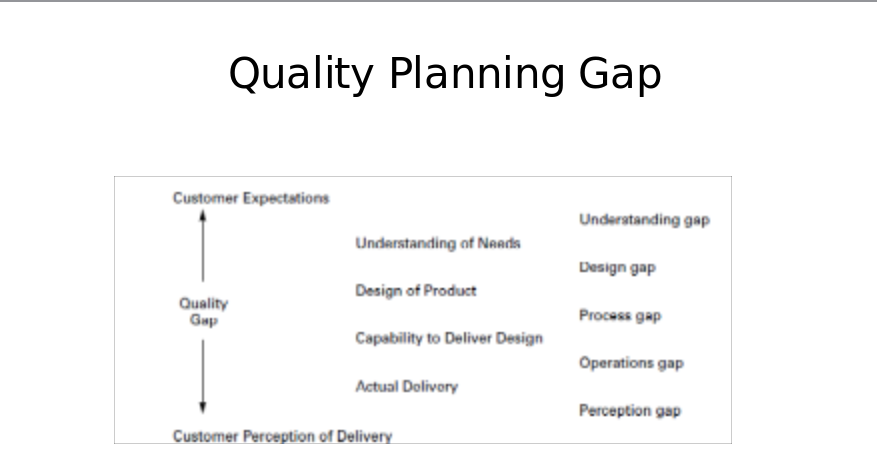 Quality Planning Gap
Customer Expectations
Understanding gap
Understanding of Needs
Design gap
Design of Product
Quality
Gap
Process gap
Capability to Deliver Design
Operations gap
Actual Delivery
Perception gap
Customer Perception of Delivery